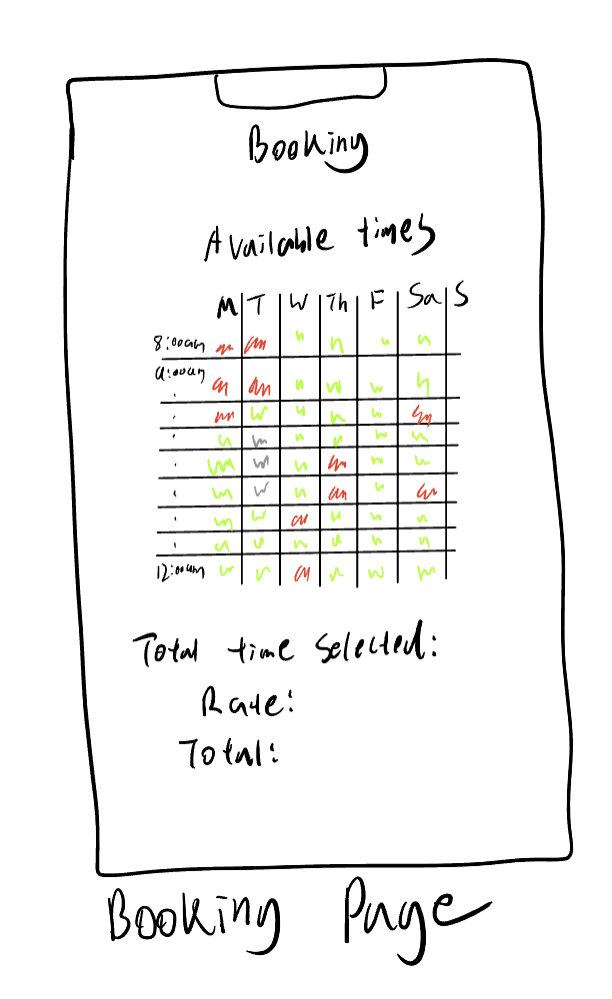 Booking
Available times
M T W Th F Sa S
8:00am
9:00am
12:00am
Total time selected:
Rate:
Total:
Booking Page